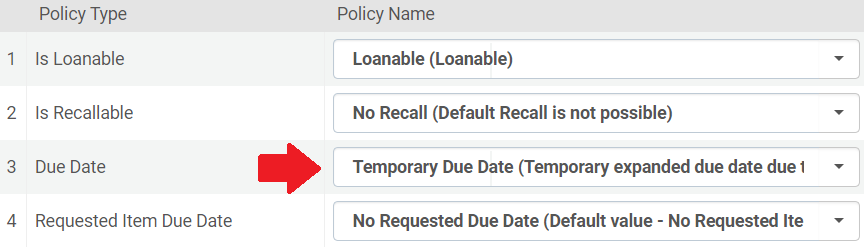 Policy Type Policy Name
1 Is Loanable Loanable (Loanable)
2 Is Recallable No Recall (Default Recall is not possible)
3 Due Date Temporary Due Date (Temporary expanded due date due t
4 Requested Item Due Date No Requested Due Date (Default value - No Requested Ite